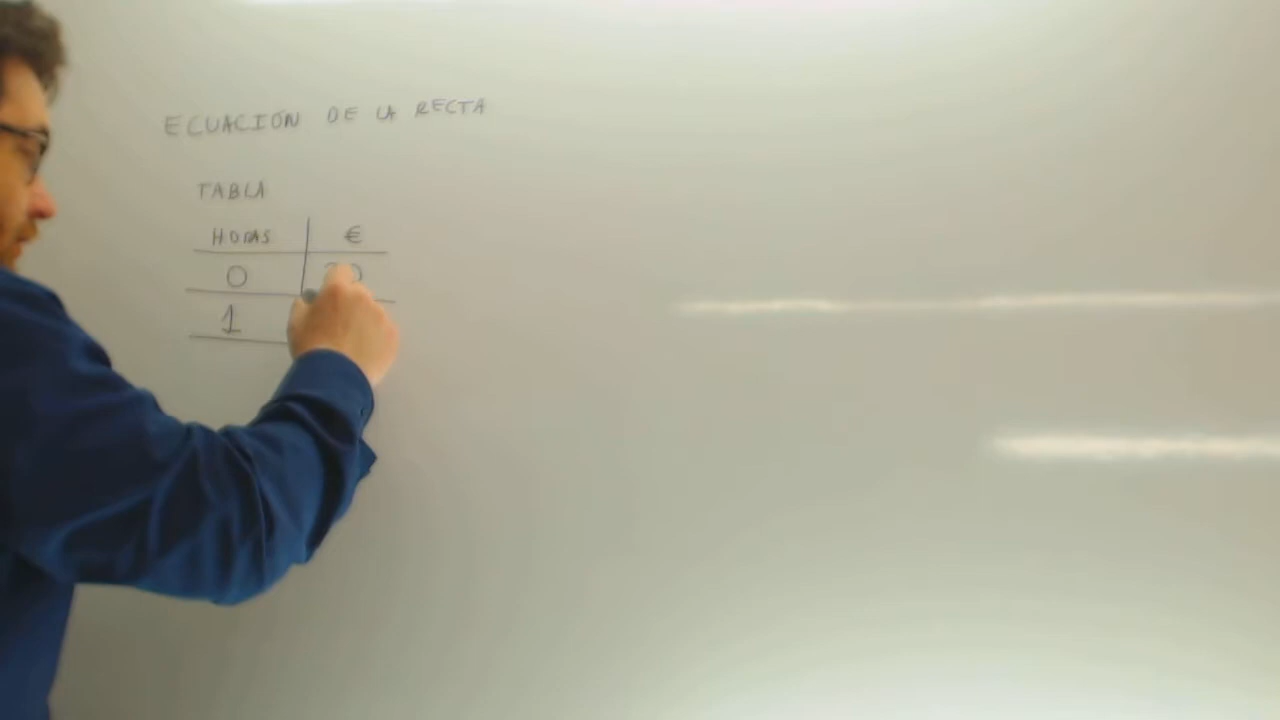 ECUACIÓN DE LA RECTA
TABLA
HORAS €
0
1